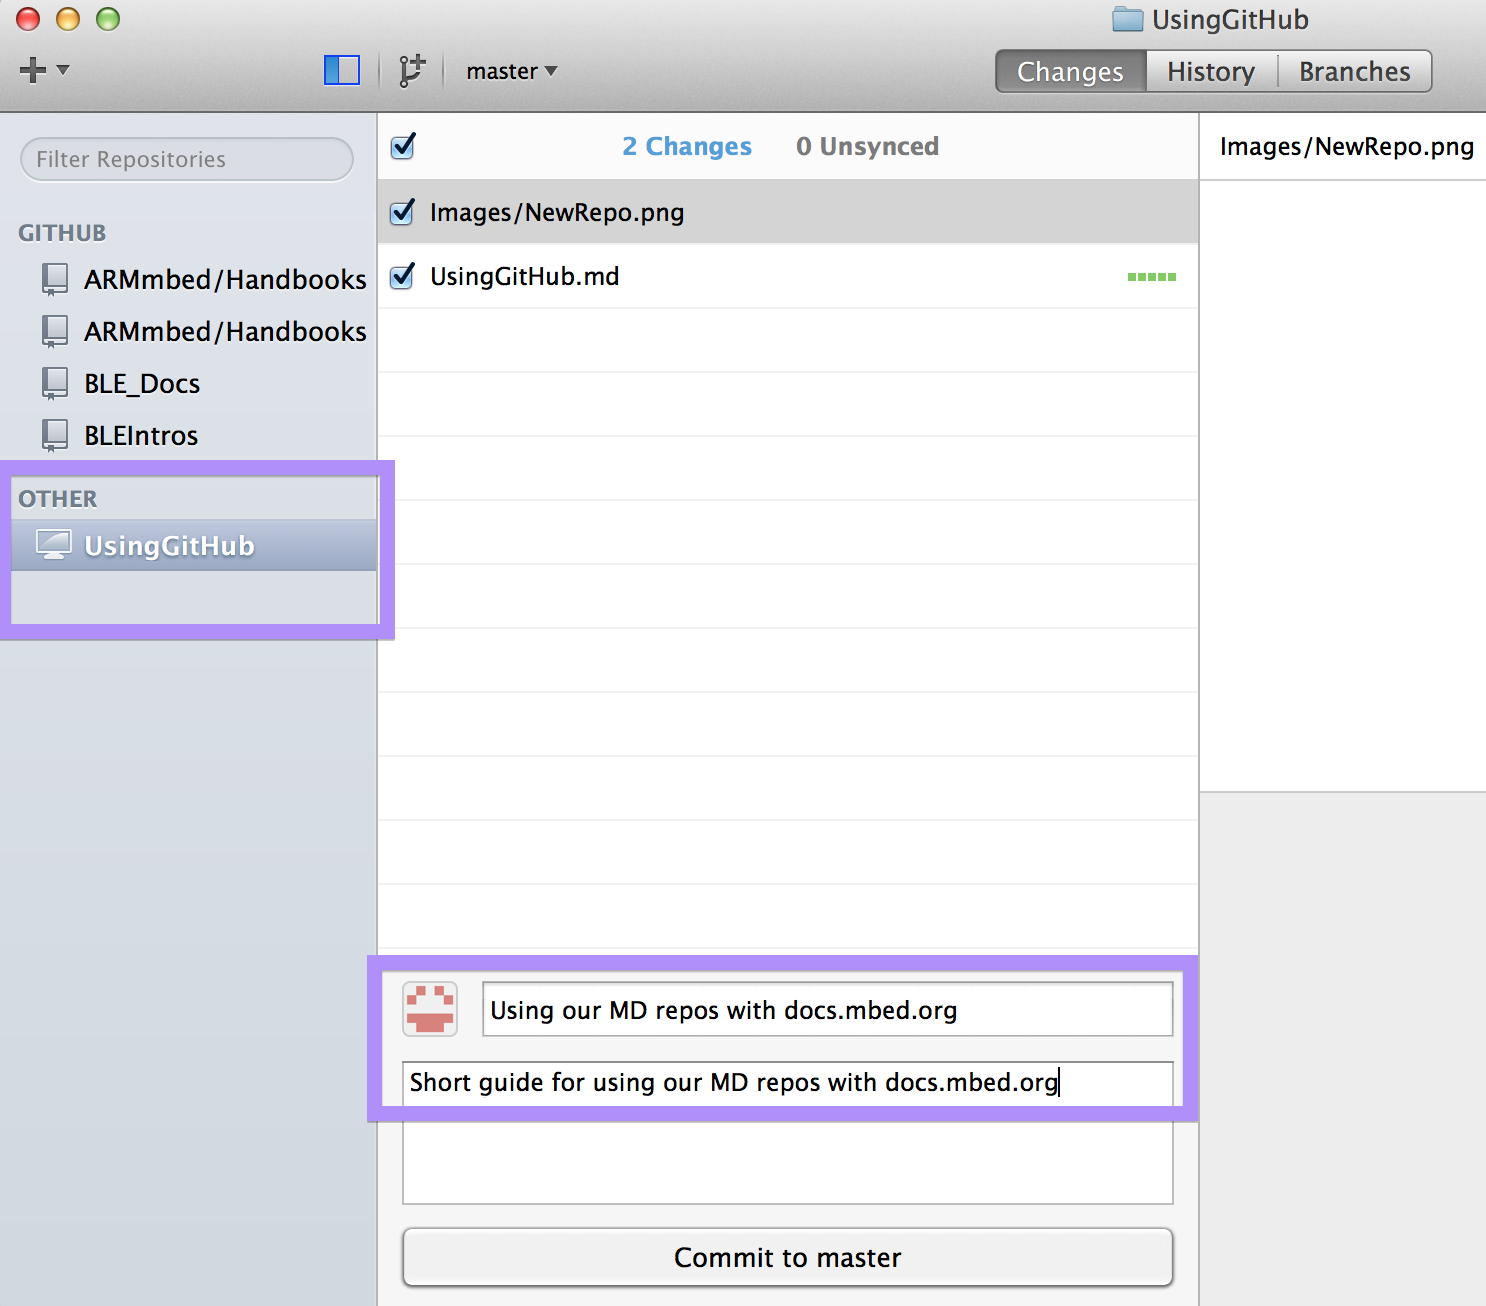 UsingGitHub
master
Changes
History
Branches
Filter Repositories
GITHUB
ARMmbed/Handbooks
ARMmbed/Handbooks
BLE_Docs
BLEIntros
OTHER
UsingGitHub
2 Changes
0 Unsynced
Images/NewRepo.png
UsingGitHub.md
Using our MD repos with docs.mbed.org
Short guide for using our MD repos with docs.mbed.org
Commit to master
Images/NewRepo.png